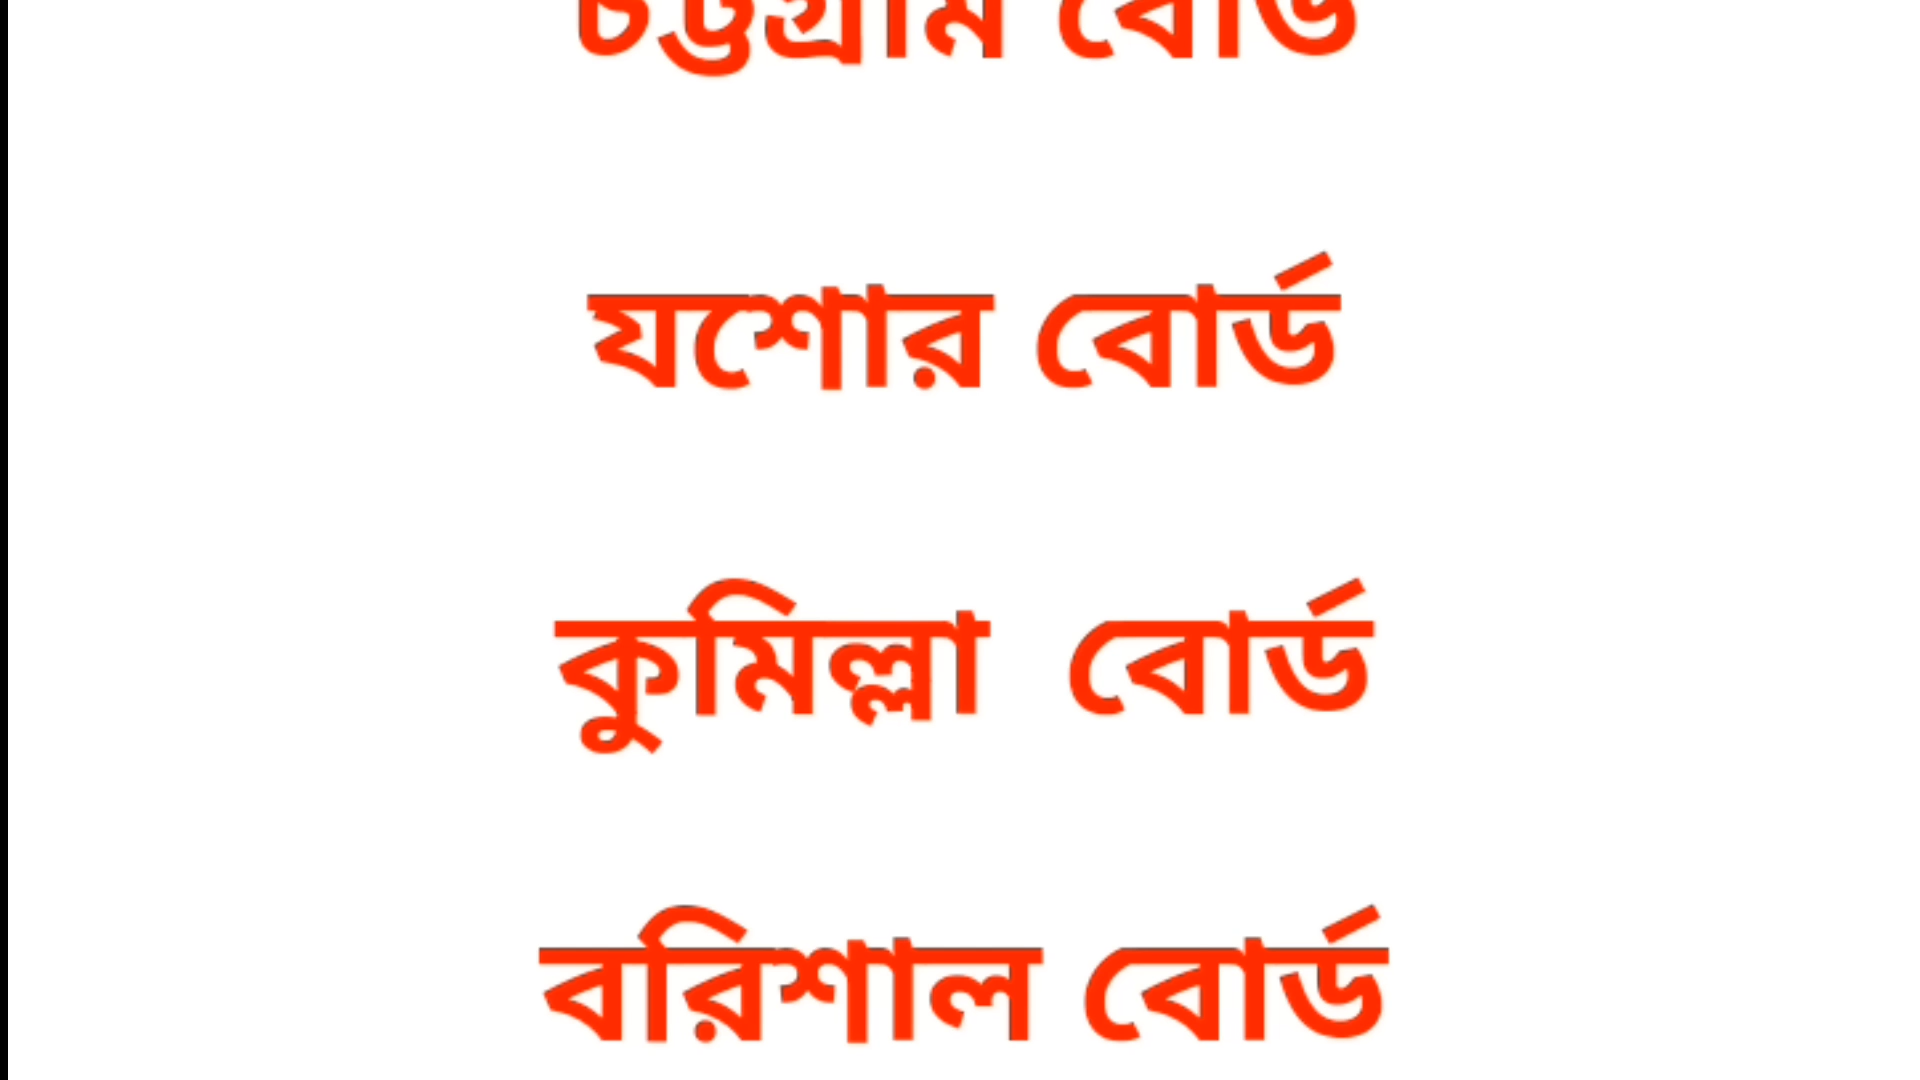 চট্টগ্রাম বোর্ড
যশোর বোর্ড
কুমিল্লা বোর্ড
বরিশাল বোর্ড